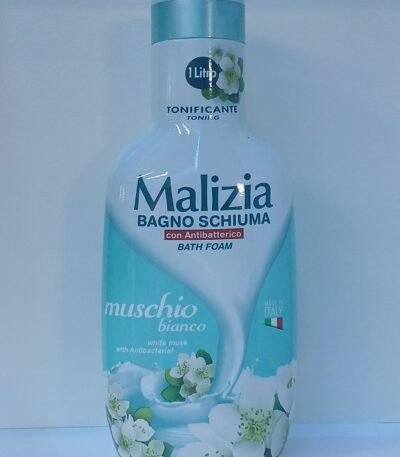 1 Litro
TONIFICANTE
TONING
Malizia
BAGNO SCHIUMA
con Antibatterico
BATH FOAM
muschio
bianco
white musk
with Antibacterial
MADE IN
ITALY